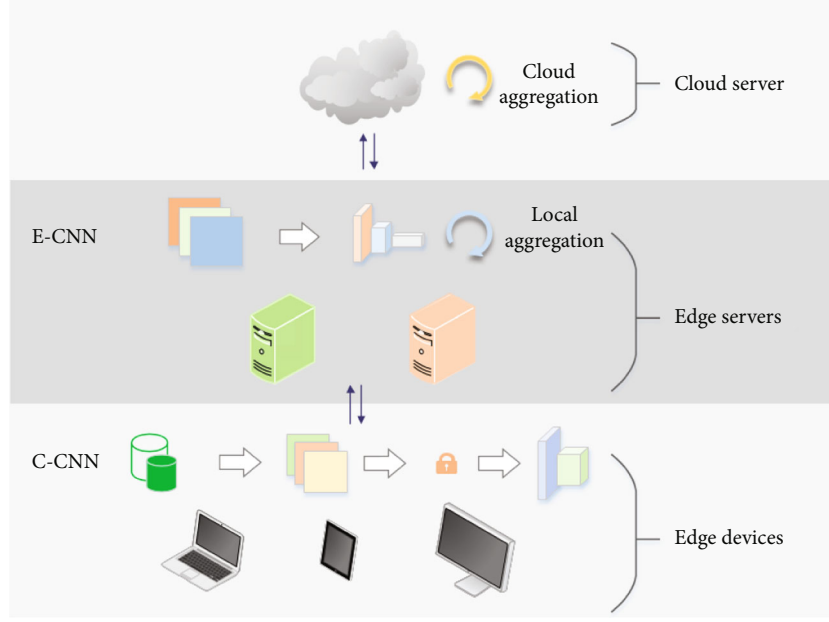 Cloud
aggregation
Cloud server
E-CNN
Local
aggregation
Edge servers
C-CNN
Edge devices